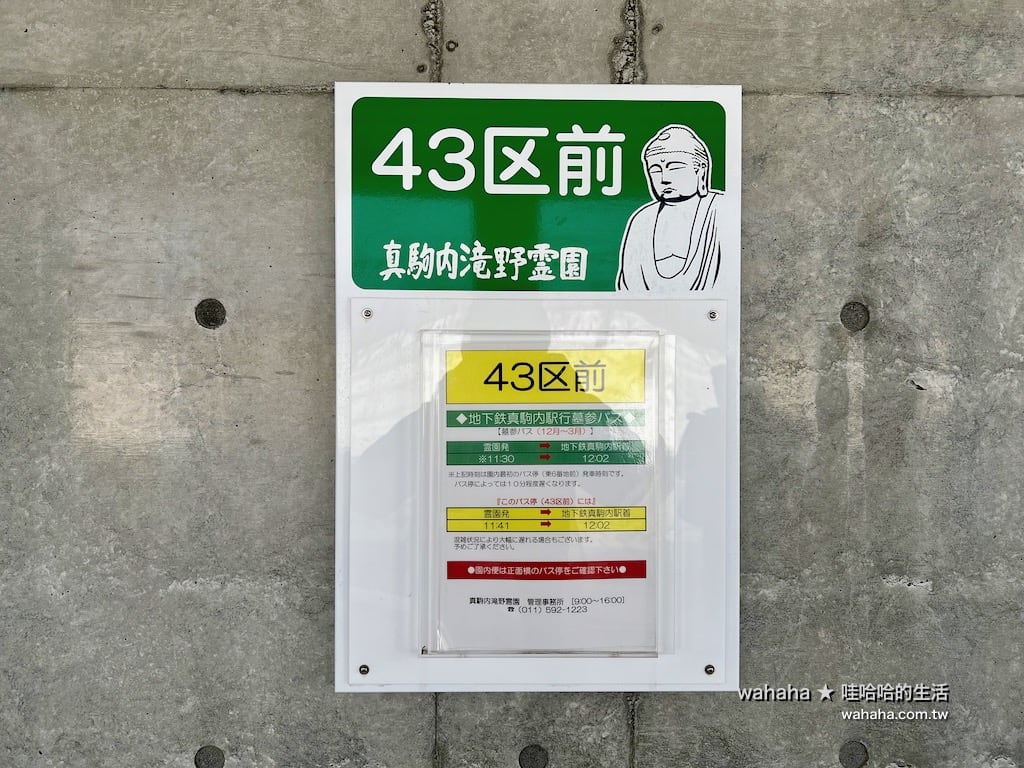 43区前
真駒内滝野霊園
43区前
◆地下鉄真駒内駅行墓参バス◆
【墓参バス（12月～3月）】
霊園発 ➡ 地下鉄真駒内駅着
※11:30 ➡ 12:02
※上記時刻は園内最初のバス停（東6番地前）発車時刻です。
バス停によっては１０分程度遅くなります。
『このバス停（43区前）には』
霊園発 ➡ 地下鉄真駒内駅着
11:41 ➡ 12:02
混雑状況により大幅に遅れる場合もございます。
予めご了承ください。
●園内便は正面横のバス停をご確認下さい●
真駒内滝野霊園 管理事務所 [9:00～16:00]
☎（011）592-1223
wahaha ★ 哇哈哈的生活
wahaha.com.tw